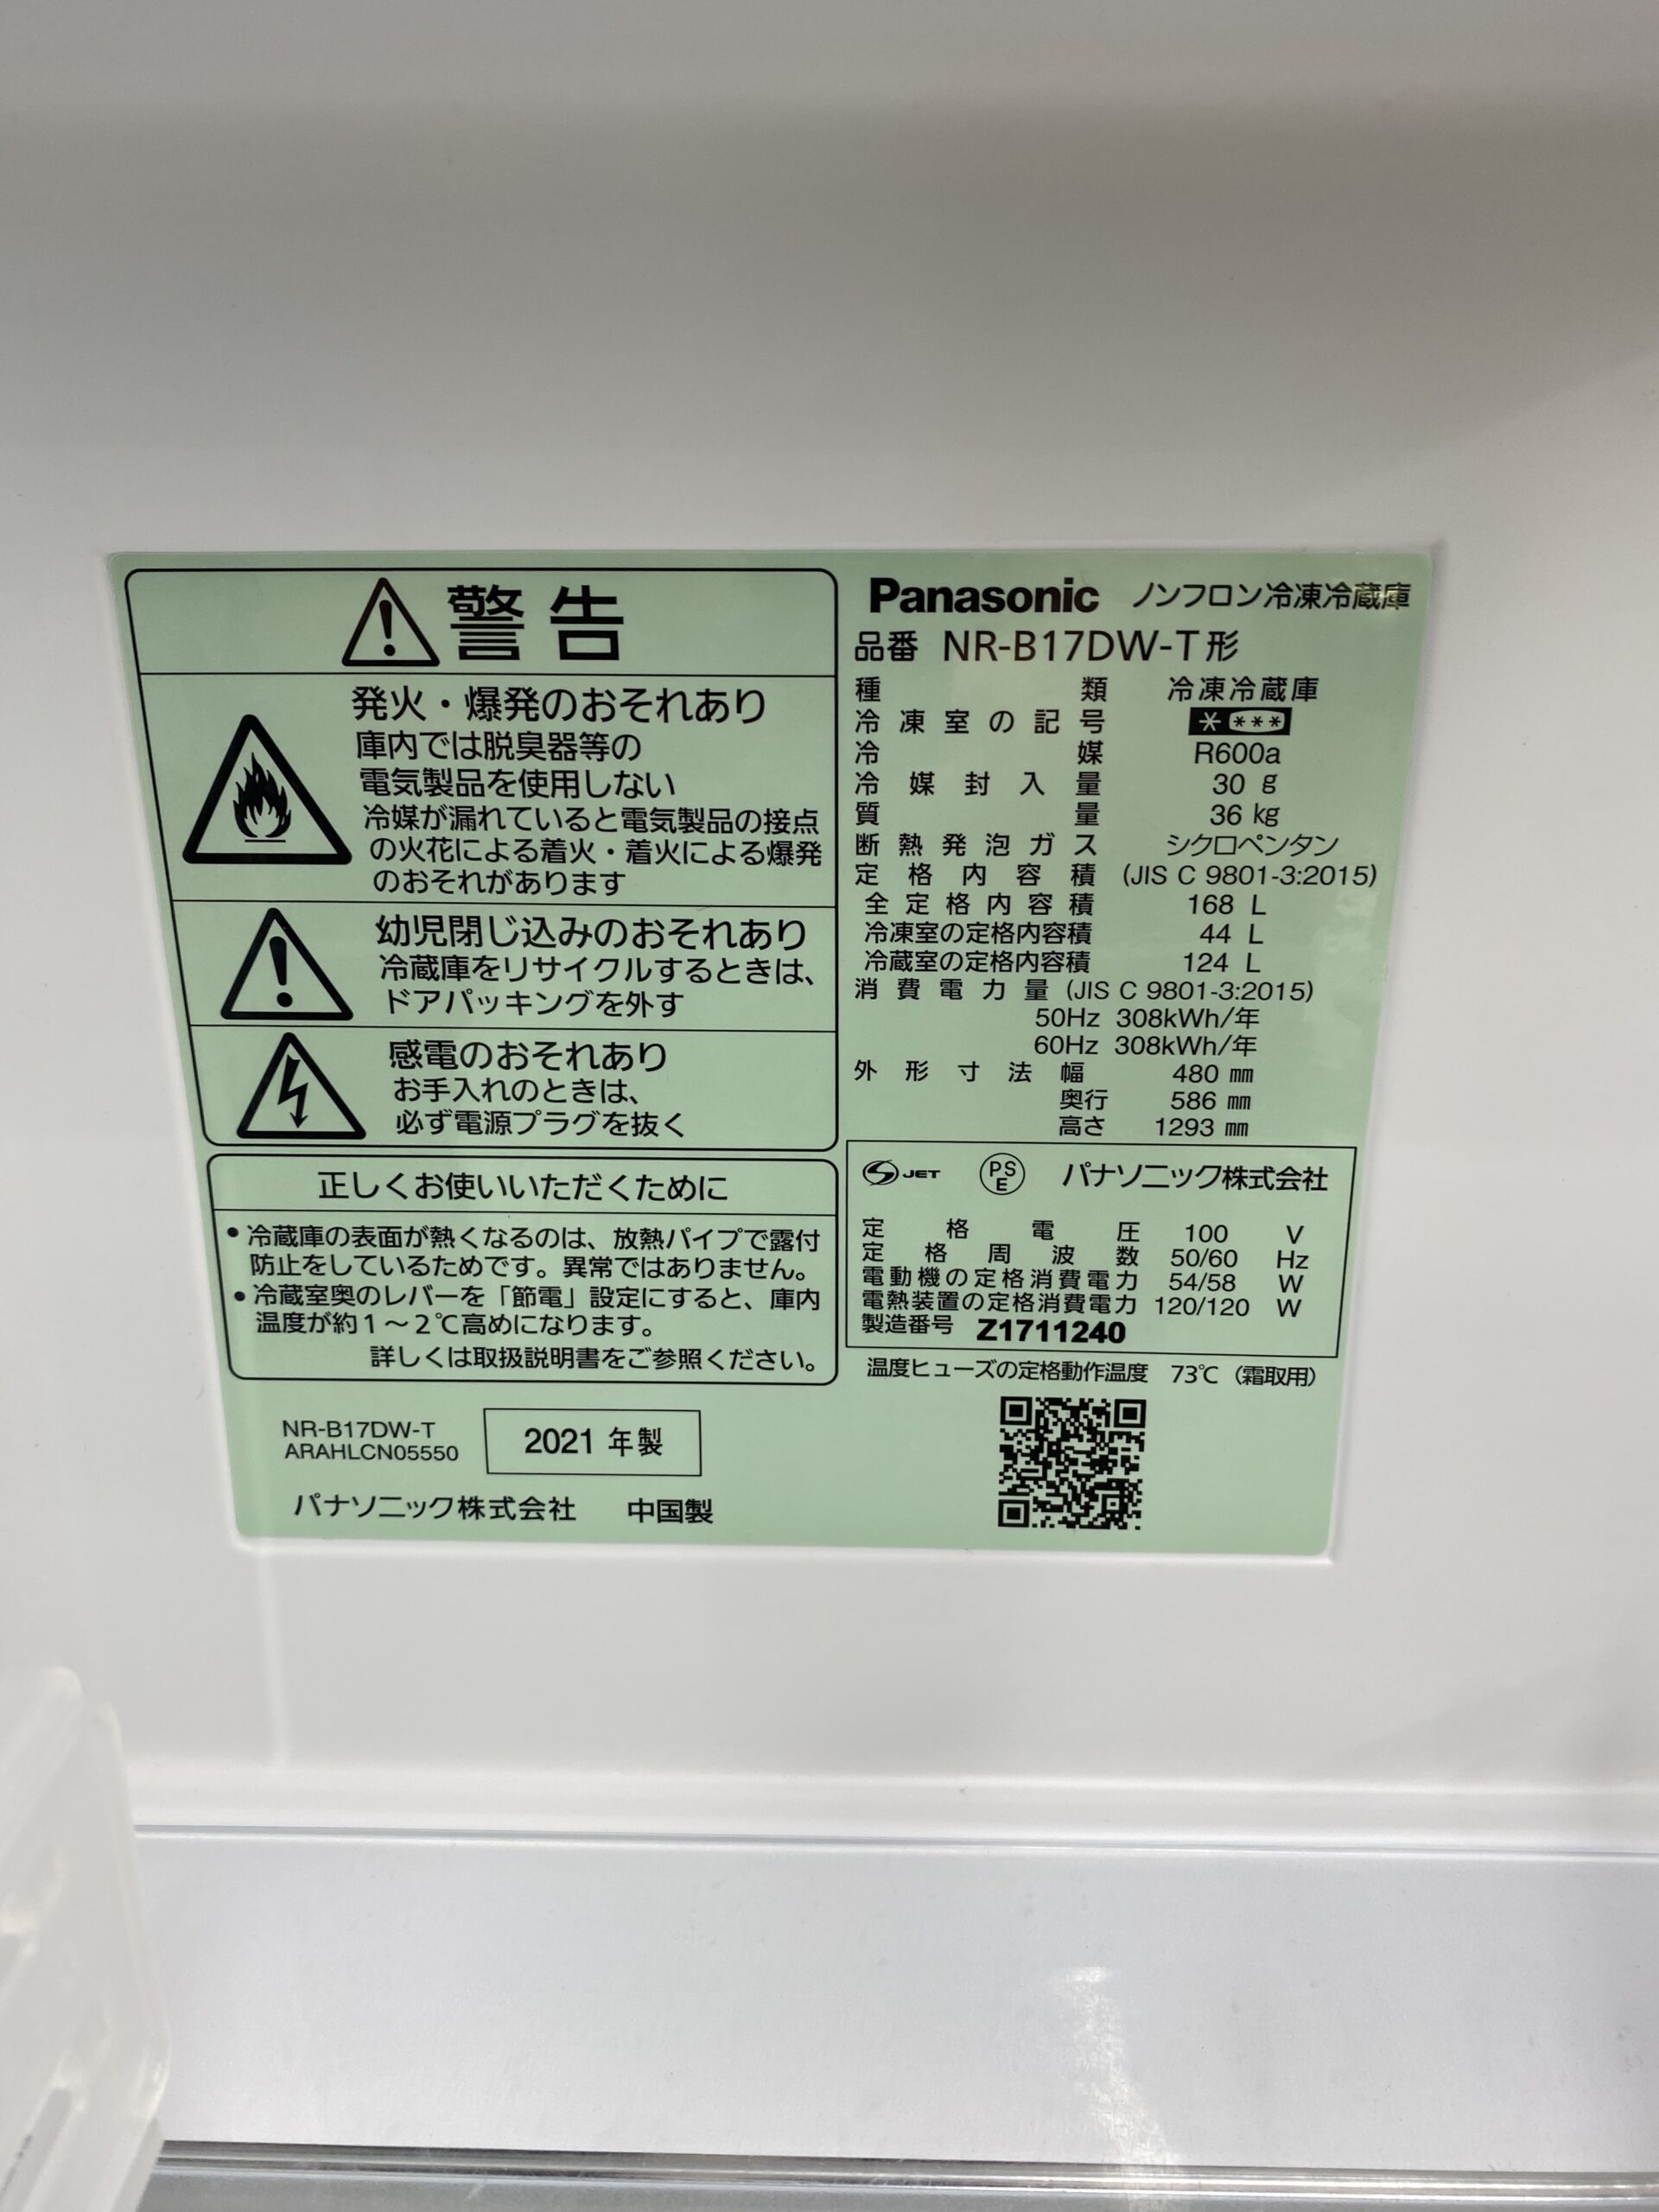 警告
発火・爆発のおそれあり
庫内では脱臭器等の
電気製品を使用しない
冷媒が漏れていると電気製品の接点
の火花による着火・着火による爆発
のおそれがあります
幼児閉じ込みのおそれあり
冷蔵庫をリサイクルするときは、
ドアパッキングを外す
感電のおそれあり
お手入れのときは、
必ず電源プラグを抜く
正しくお使いいただくために
・冷蔵庫の表面が熱くなるのは、放熱パイプで露付
防止をしているためです。異常ではありません。
・冷蔵室奥のレバーを「節電」設定にすると、庫内
温度が約1～2℃高めになります。
詳しくは取扱説明書をご参照ください。
NR-B17DW-T
ARAHLCN05550
2021 年製
パナソニック株式会社 中国製
Panasonic ノンフロン冷凍冷蔵庫
品番 NR-B17DW-T形
種類 冷凍冷蔵庫
冷凍室の記号 * ***
冷媒 R600a
冷媒封入量 30 g
質量 36 kg
断熱発泡ガス シクロペンタン
定格内容積 (JIS C 9801-3:2015)
全定格内容積 168 L
冷凍室の定格内容積 44 L
冷蔵室の定格内容積 124 L
消費電力量 (JIS C 9801-3:2015)
50Hz 308kWh/年
60Hz 308kWh/年
外形寸法 幅 480 mm
奥行 586 mm
高さ 1293 mm
JET PSE パナソニック株式会社
定格電圧 100 V
定格周波数 50/60 Hz
電動機の定格消費電力 54/58 W
電熱装置の定格消費電力 120/120 W
製造番号 Z1711240
温度ヒューズの定格動作温度 73℃（霜取用）